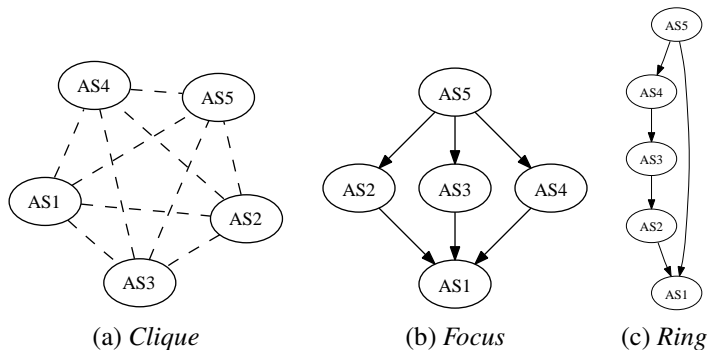 AS4
AS5
AS1
AS2
AS3
(a) Clique
AS5
AS2 AS3 AS4
AS1
(b) Focus
AS5
AS4
AS3
AS2
AS1
(c) Ring